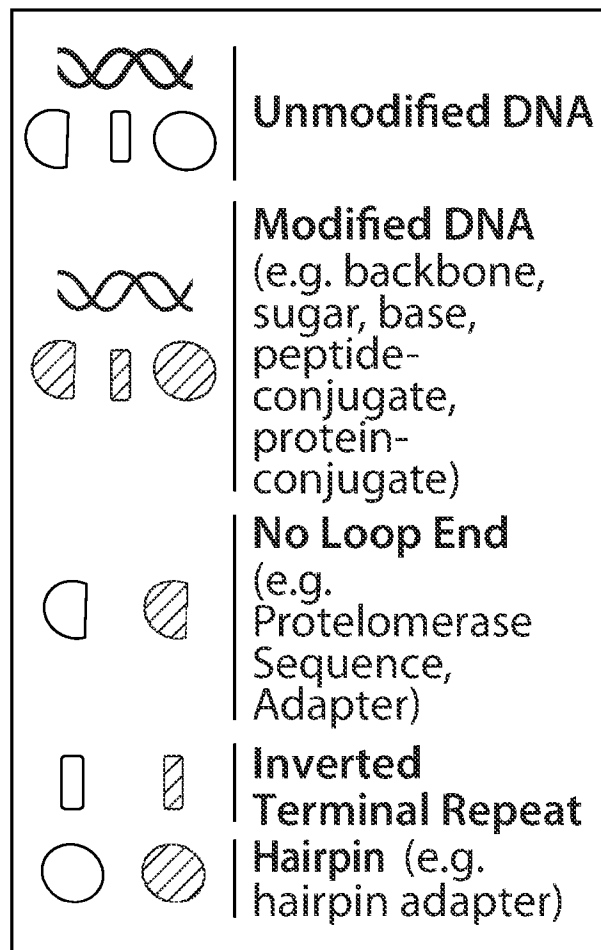 Unmodified DNA
Modified DNA
(e.g. backbone,
sugar, base,
peptide-
conjugate,
protein-
conjugate)
No Loop End
(e.g.
Protelomerase
Sequence,
Adapter)
Inverted
Terminal Repeat
Hairpin (e.g.
hairpin adapter)